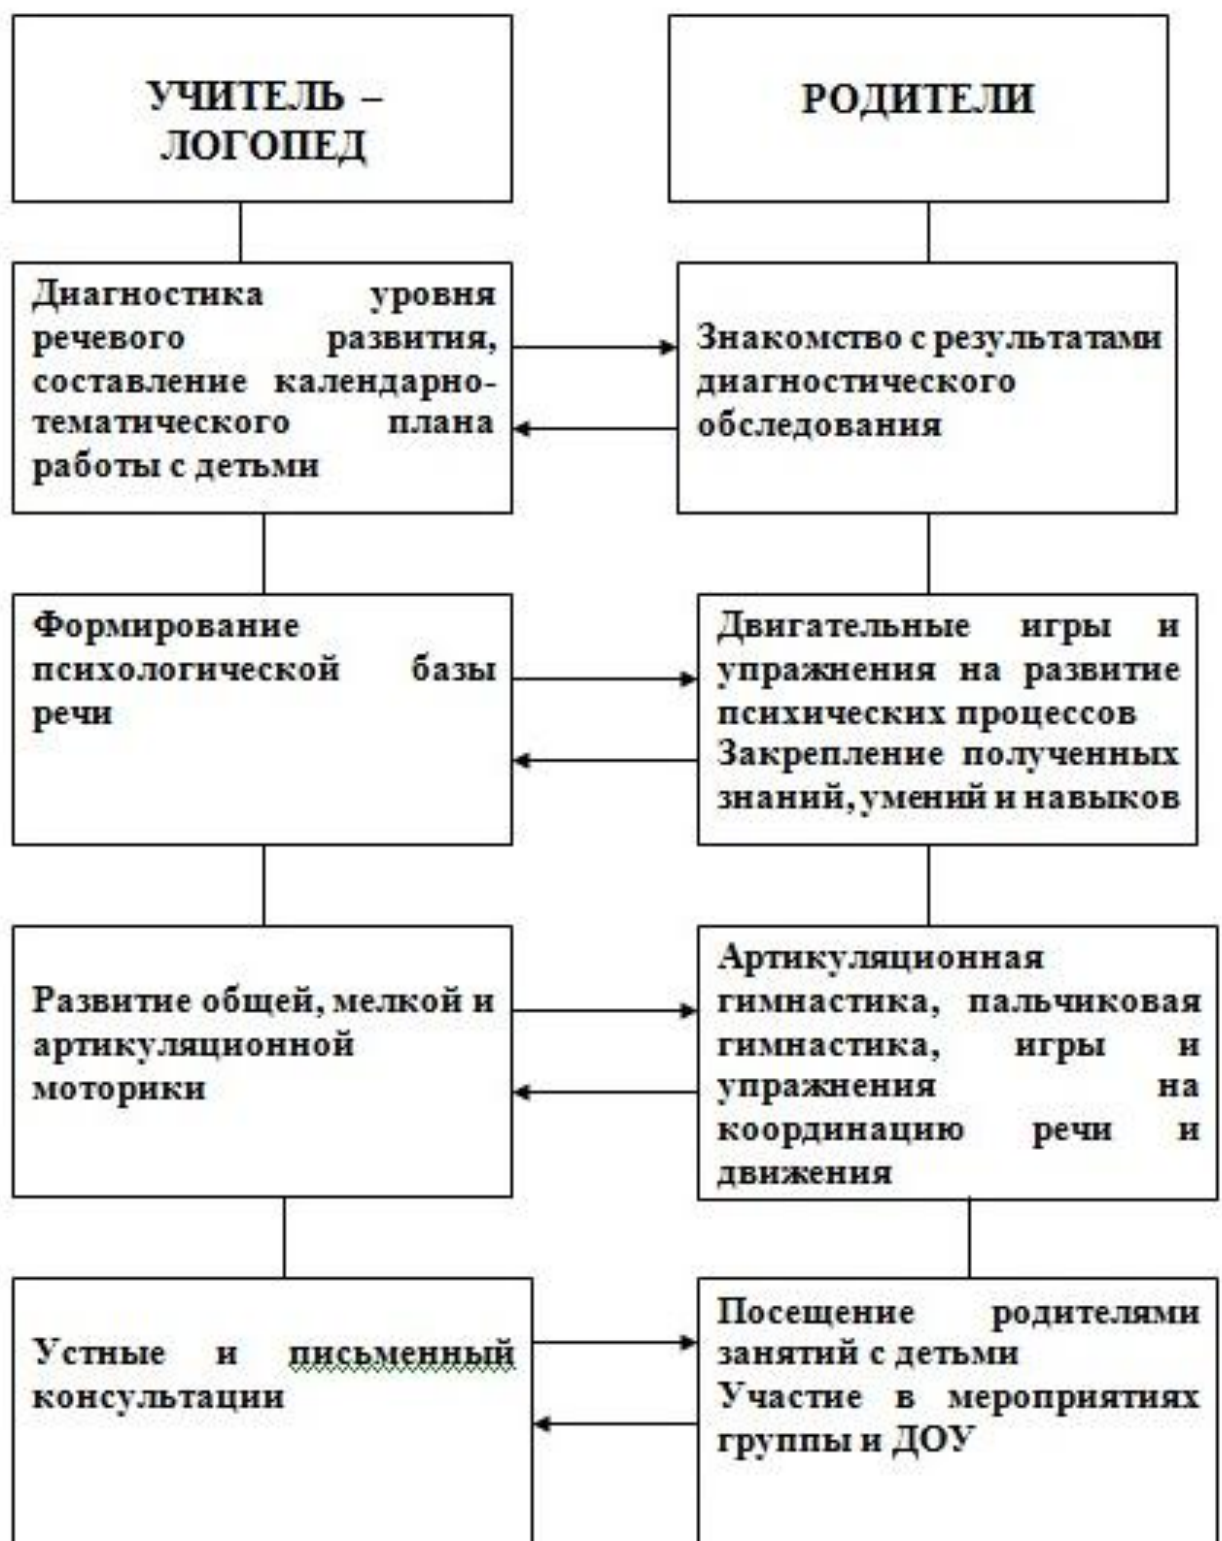 УЧИТЕЛЬ –
ЛОГОПЕД
РОДИТЕЛИ
Диагностика уровня
речевого развития,
составление календарно-
тематического плана
работы с детьми
Знакомство с результатами
диагностического
обследования
Формирование
психологической базы
речи
Двигательные игры и
упражнения на развитие
психических процессов
Закрепление полученных
знаний, умений и навыков
Развитие общей, мелкой и
артикуляционной
моторики
Артикуляционная
гимнастика, пальчиковая
гимнастика, игры и
упражнения на
координацию речи и
движения
Устные и письменный
консультации
Посещение родителями
занятий с детьми
Участие в мероприятиях
группы и ДОУ